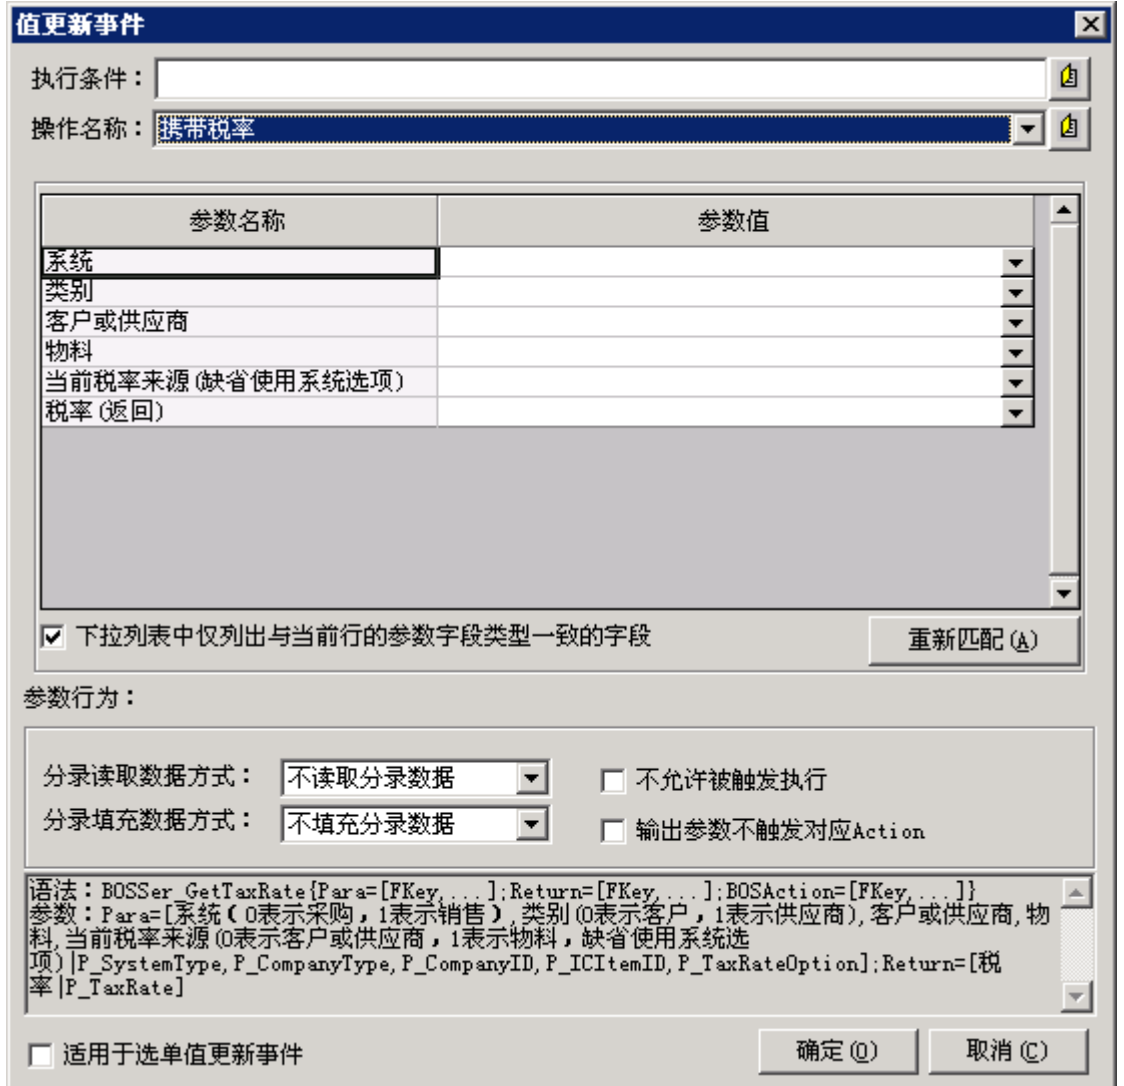 值更新事件
执行条件：
操作名称： 携带税率
参数名称 参数值
系统
类别
客户或供应商
物料
当前税率来源(缺省使用系统选项)
税率(返回)
下拉列表中仅列出与当前行的参数字段类型一致的字段 重新匹配(A)
参数行为：
分录读取数据方式： 不读取分录数据 不允许被触发执行
分录填充数据方式： 不填充分录数据 输出参数不触发对应Action
语法：BOSSer_GetTaxRate{Para=[FKey,...];Return=[FKey,...];BOSAction=[FKey,...]}
参数：Para=[系统(0表示采购，1表示销售),类别(0表示客户，1表示供应商),客户或供应商,物
料,当前税率来源(0表示客户或供应商，1表示物料，缺省使用系统选
项)|P_SystemType,P_CompanyType,P_CompanyID,P_ICItemID,P_TaxRateOption];Return=[税
率|P_TaxRate]
适用于选单值更新事件 确定(O) 取消(C)